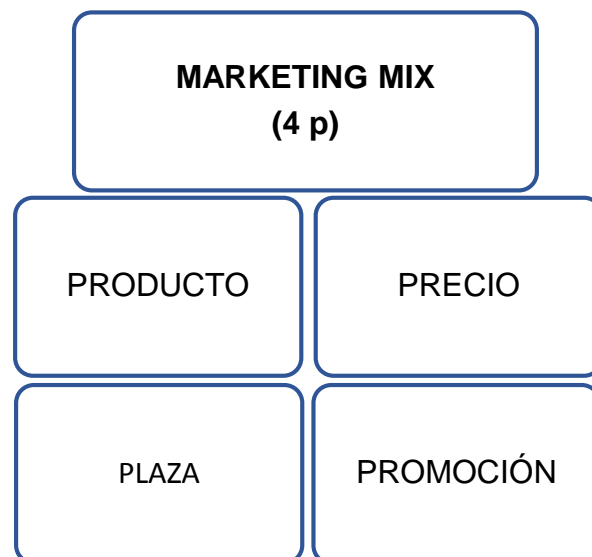 MARKETING MIX
(4 p)
PRODUCTO
PRECIO
PLAZA
PROMOCIÓN